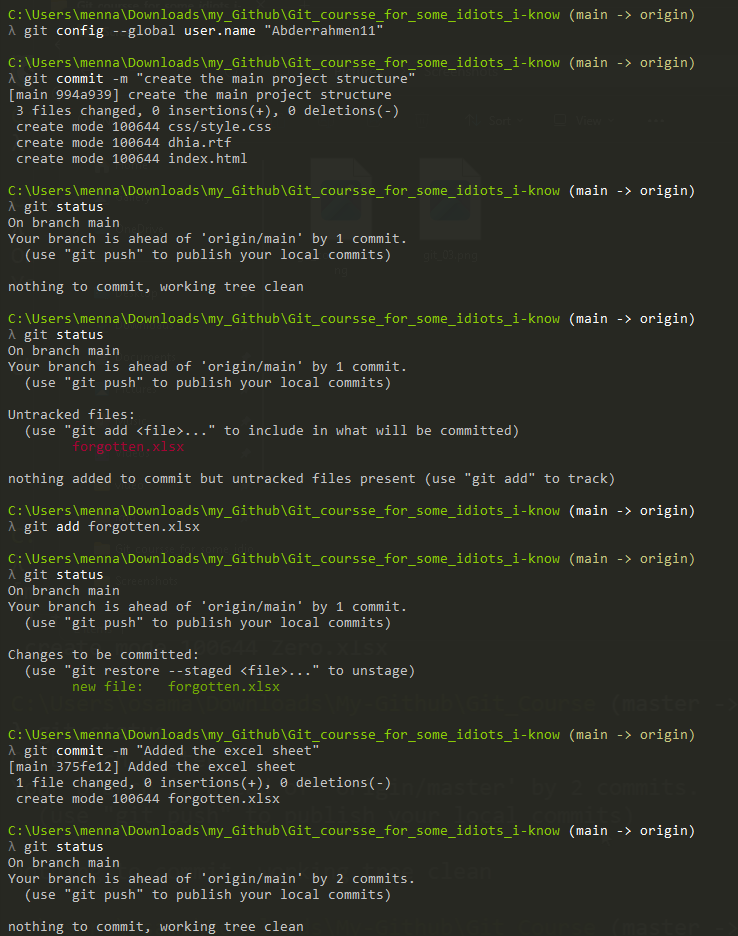 C:\Users\menna\Downloads\my_Github\Git_coursse_for_some_idiots_i-know (main -> origin)
λ git config --global user.name "Abderrahmen11"
C:\Users\menna\Downloads\my_Github\Git_coursse_for_some_idiots_i-know (main -> origin)
λ git commit -m "create the main project structure"
[main 994a939] create the main project structure
 3 files changed, 0 insertions(+), 0 deletions(-)
 create mode 100644 css/style.css
 create mode 100644 dhia.rtf
 create mode 100644 index.html
C:\Users\menna\Downloads\my_Github\Git_coursse_for_some_idiots_i-know (main -> origin)
λ git status
On branch main
Your branch is ahead of 'origin/main' by 1 commit.
  (use "git push" to publish your local commits)
nothing to commit, working tree clean
C:\Users\menna\Downloads\my_Github\Git_coursse_for_some_idiots_i-know (main -> origin)
λ git status
On branch main
Your branch is ahead of 'origin/main' by 1 commit.
  (use "git push" to publish your local commits)
Untracked files:
  (use "git add <file>..." to include in what will be committed)
        forgotten.xlsx
nothing added to commit but untracked files present (use "git add" to track)
C:\Users\menna\Downloads\my_Github\Git_coursse_for_some_idiots_i-know (main -> origin)
λ git add forgotten.xlsx
C:\Users\menna\Downloads\my_Github\Git_coursse_for_some_idiots_i-know (main -> origin)
λ git status
On branch main
Your branch is ahead of 'origin/main' by 1 commit.
  (use "git push" to publish your local commits)
Changes to be committed:
  (use "git restore --staged <file>..." to unstage)
        new file:   forgotten.xlsx
C:\Users\menna\Downloads\my_Github\Git_coursse_for_some_idiots_i-know (main -> origin)
λ git commit -m "Added the excel sheet"
[main 375fe12] Added the excel sheet
 1 file changed, 0 insertions(+), 0 deletions(-)
 create mode 100644 forgotten.xlsx
C:\Users\menna\Downloads\my_Github\Git_coursse_for_some_idiots_i-know (main -> origin)
λ git status
On branch main
Your branch is ahead of 'origin/main' by 2 commits.
  (use "git push" to publish your local commits)
nothing to commit, working tree clean